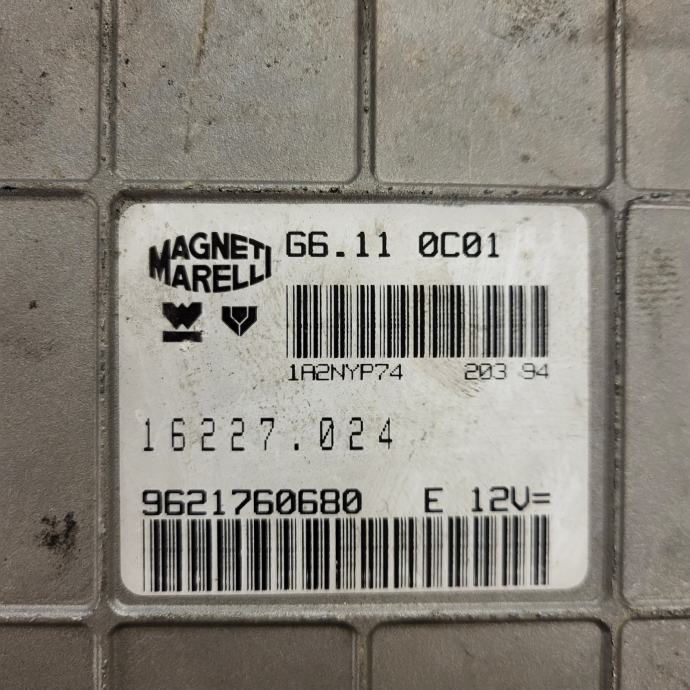 MAGNETI
MARELLI
G6.11 0C01
1A2NYP74 203 94
16227.024
9621760680 E 12V=